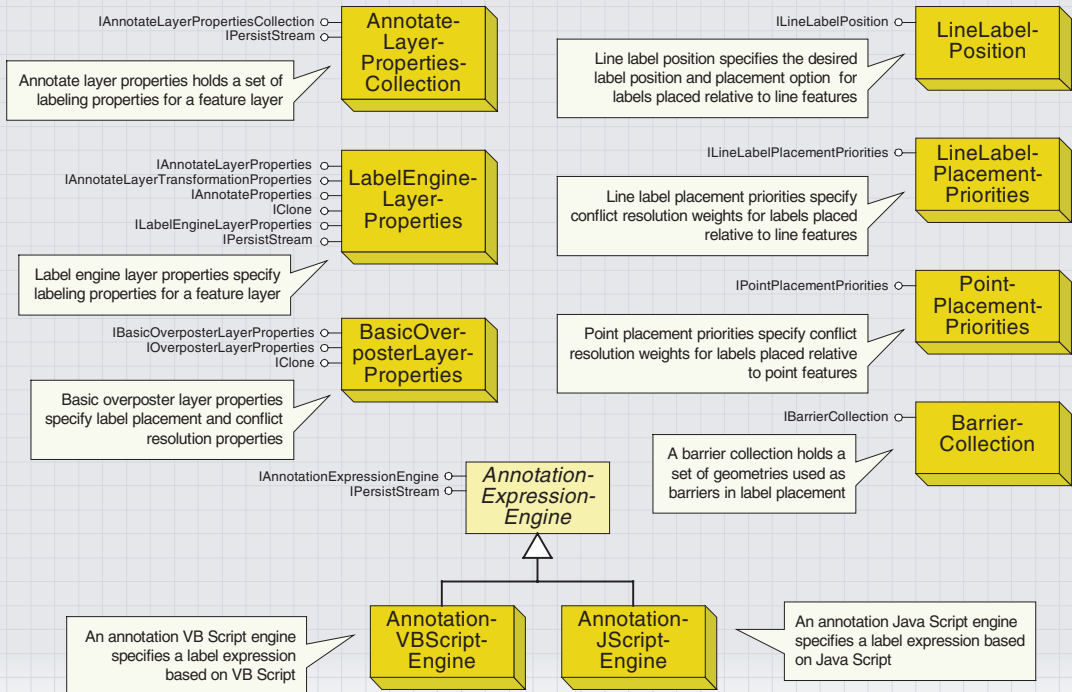 IAnnotateLayerPropertiesCollection
IPersistStream
Annotate-
Layer-
Properties-
Collection
Annotate layer properties holds a set of
labeling properties for a feature layer
ILineLabelPosition
LineLabel-
Position
Line label position specifies the desired
label position and placement option for
labels placed relative to line features
IAnnotateLayerProperties
IAnnotateLayerTransformationProperties
IAnnotateProperties
IClone
ILabelEngineLayerProperties
IPersistStream
LabelEngine-
Layer-
Properties
Label engine layer properties specify
labeling properties for a feature layer
ILineLabelPlacementPriorities
LineLabel-
Placement-
Priorities
Line label placement priorities specify
conflict resolution weights for labels placed
relative to line features
IBasicOverposterLayerProperties
IOverposterLayerProperties
IClone
BasicOver-
posterLayer-
Properties
Basic overposter layer properties
specify label placement and conflict
resolution properties
IPointPlacementPriorities
Point-
Placement-
Priorities
Point placement priorities specify conflict
resolution weights for labels placed relative
to point features
IBarrierCollection
Barrier-
Collection
A barrier collection holds a
set of geometries used as
barriers in label placement
IAnnotationExpressionEngine
IPersistStream
Annotation-
Expression-
Engine
Annotation-
VBScript-
Engine
An annotation VB Script engine
specifies a label expression
based on VB Script
Annotation-
JScript-
Engine
An annotation Java Script engine
specifies a label expression based
on Java Script